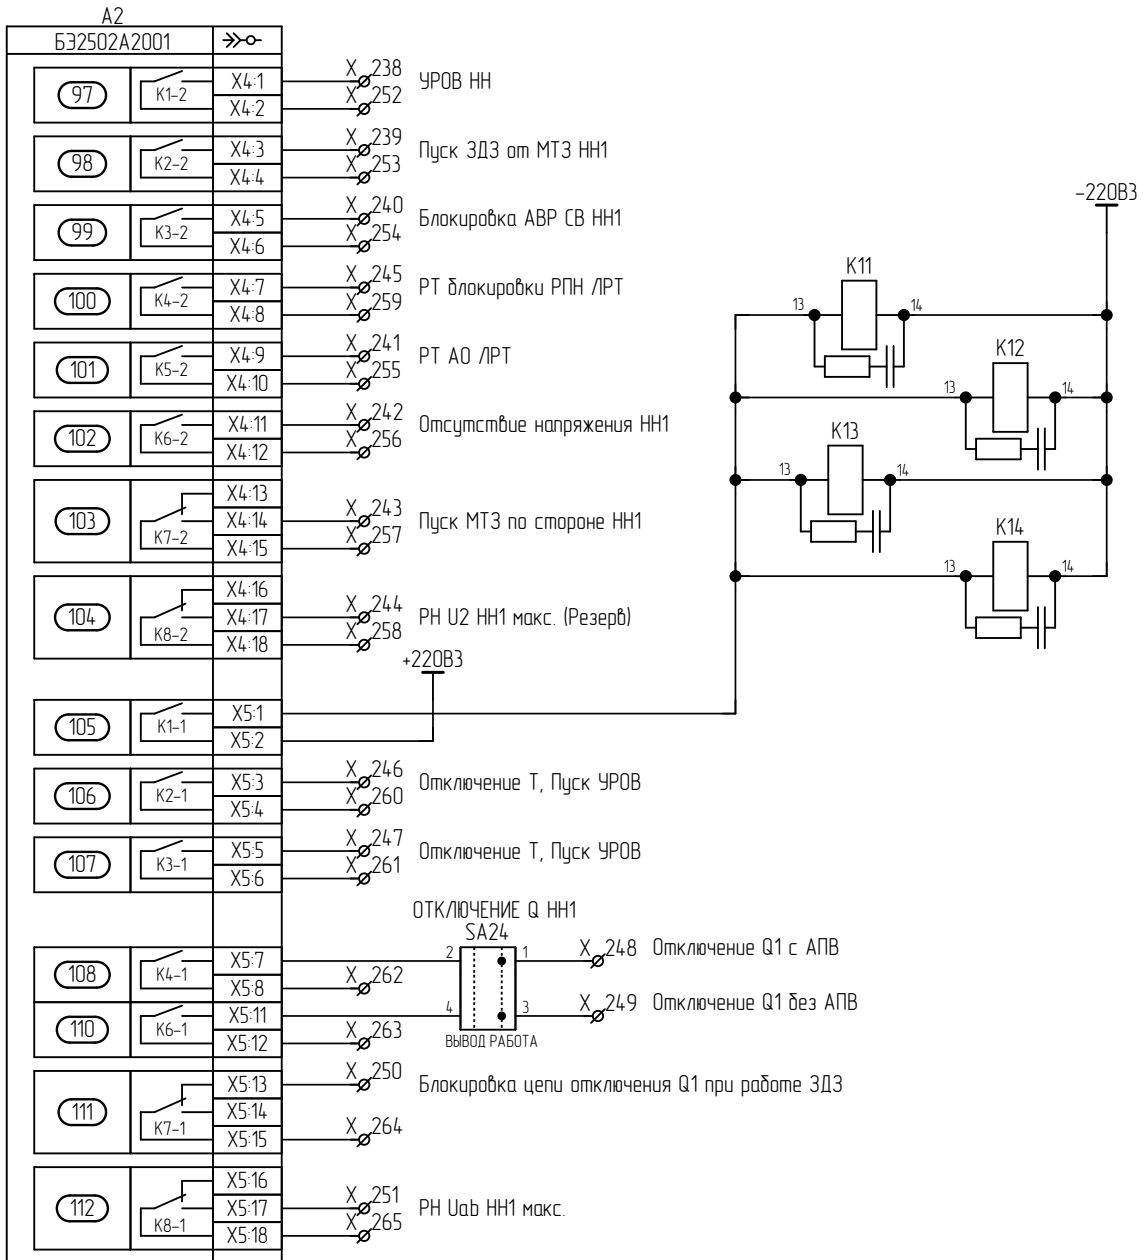 A2
БЭ2502А2001
97 K1-2 X4:1 X 238 УРОВ НН
X4:2 X 252
98 K2-2 X4:3 X 239 Пуск ЗДЗ от МТЗ НН1
X4:4 X 253
99 K3-2 X4:5 X 240 Блокировка АВР СВ НН1
X4:6 X 254
100 K4-2 X4:7 X 245 РТ блокировки РПН ЛРТ
X4:8 X 259
101 K5-2 X4:9 X 241 РТ АО ЛРТ
X4:10 X 255
102 K6-2 X4:11 X 242 Отсутствие напряжения НН1
X4:12 X 256
X4:13
103 K7-2 X4:14 X 243 Пуск МТЗ по стороне НН1
X4:15 X 257
X4:16
104 K8-2 X4:17 X 244 РН U2 НН1 макс. (Резерв)
X4:18 X 258
+220В3
105 K1-1 X5:1
X5:2
106 K2-1 X5:3 X 246 Отключение Т, Пуск УРОВ
X5:4 X 260
107 K3-1 X5:5 X 247 Отключение Т, Пуск УРОВ
X5:6 X 261
ОТКЛЮЧЕНИЕ Q НН1
SA24
108 K4-1 X5:7 2 1 X 248 Отключение Q1 с АПВ
X5:8 X 262
110 K6-1 X5:11 4 3 X 249 Отключение Q1 без АПВ
X5:12 X 263
ВЫВОД РАБОТА
111 K7-1 X5:13 X 250 Блокировка цепи отключения Q1 при работе ЗДЗ
X5:14
X5:15 X 264
X5:16
112 K8-1 X5:17 X 251 РН Uab НН1 макс.
X5:18 X 265
-220В3
K11
13 14
K12
13 14
K13
13 14
K14
13 14